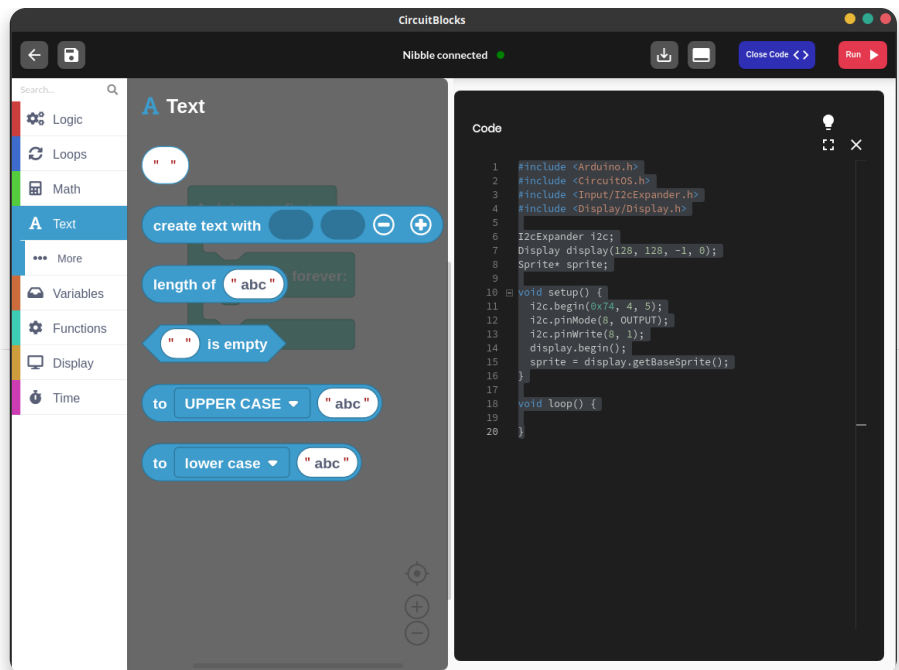 CircuitBlocks
Nibble connected
Close Code
Run
Search...
Logic
Loops
Math
A Text
More
Variables
Functions
Display
Time
A Text
" "
create text with
forever:
length of "abc"
" " is empty
to UPPER CASE "abc"
to lower case "abc"
Code
1 #include <Arduino.h>
2 #include <CircuitOS.h>
3 #include <Input/I2cExpander.h>
4 #include <Display/Display.h>
5
6 I2cExpander i2c;
7 Display display(128, 128, -1, 0);
8 Sprite* sprite;
9
10 void setup() {
11 i2c.begin(0x74, 4, 5);
12 i2c.pinMode(8, OUTPUT);
13 i2c.pinWrite(8, 1);
14 display.begin();
15 sprite = display.getBaseSprite();
16 }
17
18 void loop() {
19
20 }